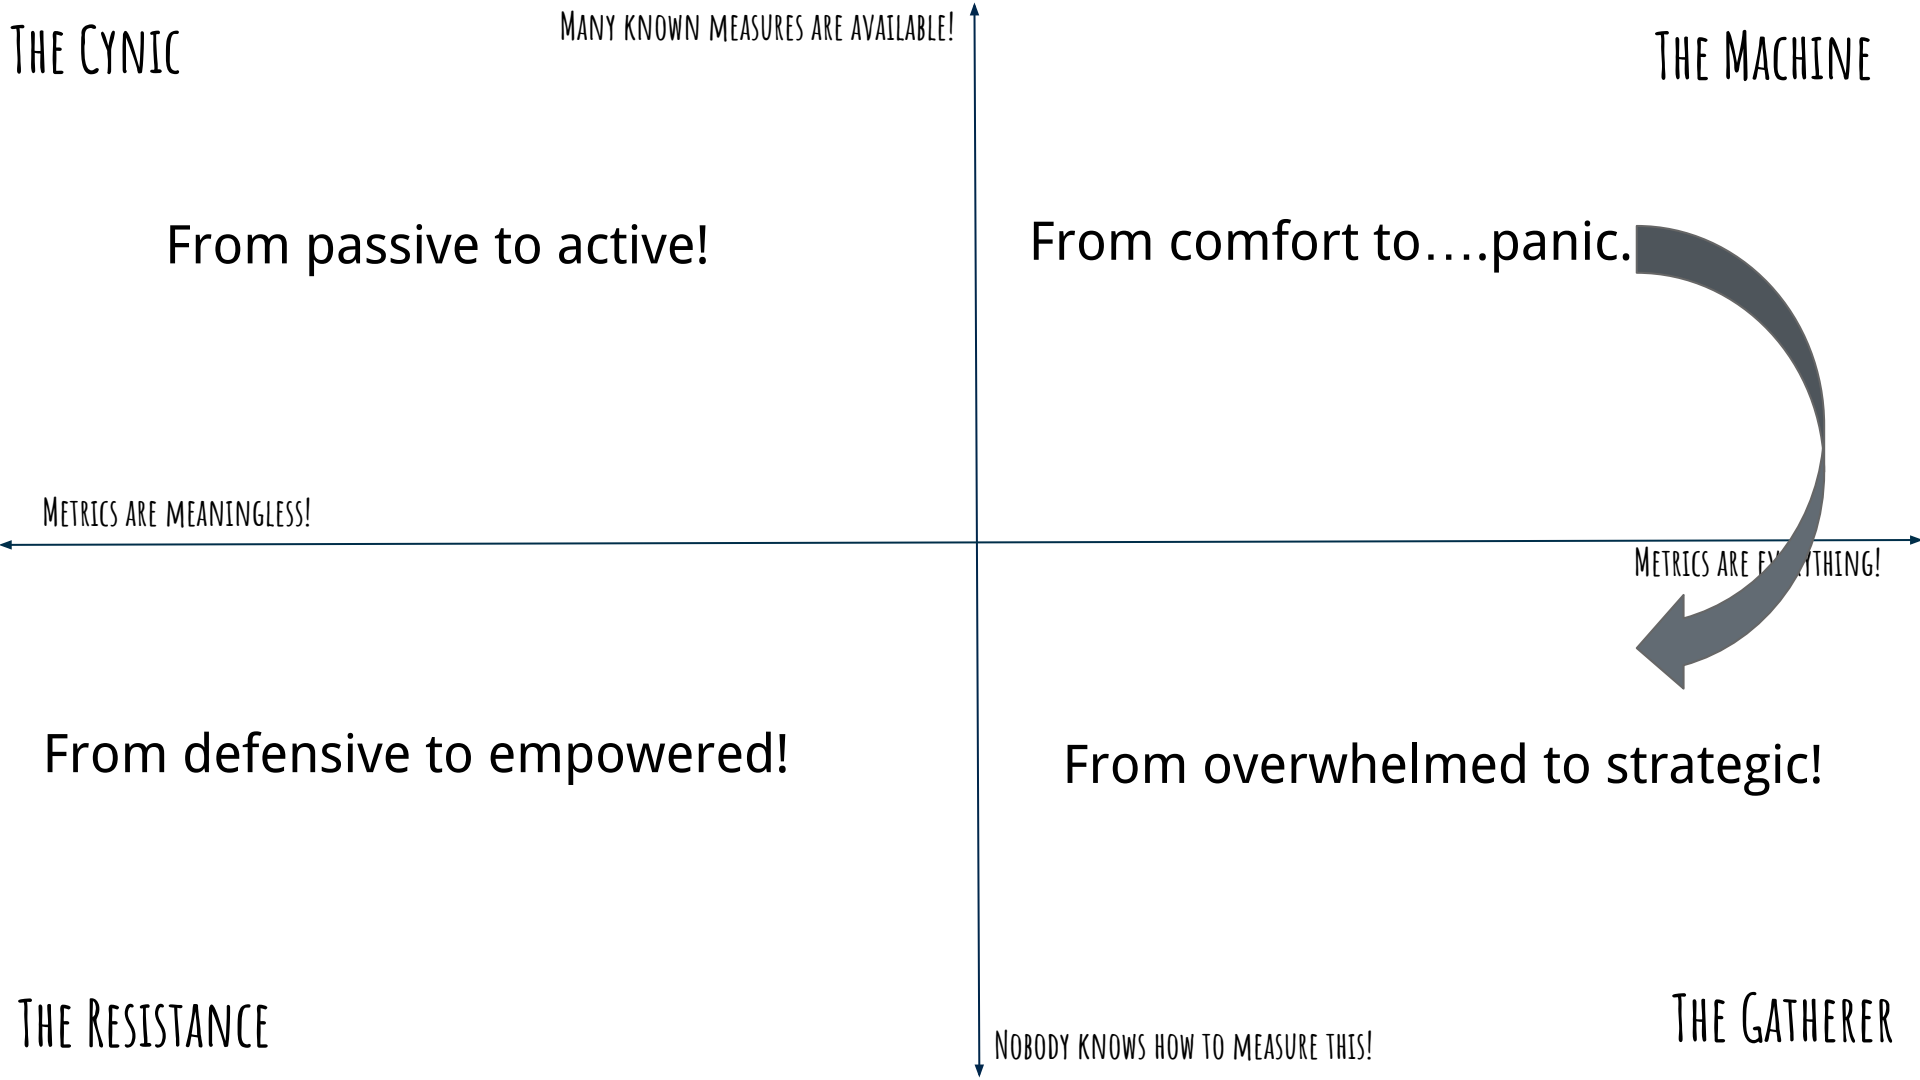 The Cynic
Many known measures are available!
The Machine
From passive to active!
From comfort to….panic.
Metrics are meaningless!
Metrics are
From defensive to empowered!
From overwhelmed to strategic!
The Resistance
Nobody knows how to measure this!
The Gatherer